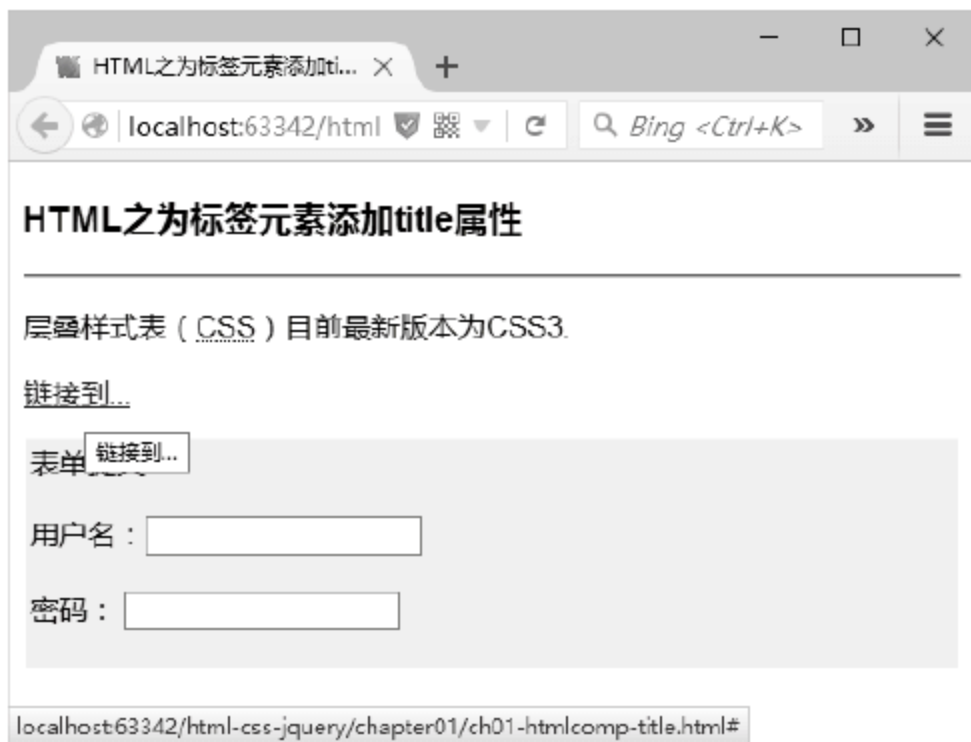 HTML之为标签元素添加ti...
localhost:63342/html
Bing <Ctrl+K>
HTML之为标签元素添加title属性
层叠样式表（CSS）目前最新版本为CSS3.
链接到...
链接到...
表单
用户名：
密码：
localhost:63342/html-css-jquery/chapter01/ch01-htmlcomp-title.html#